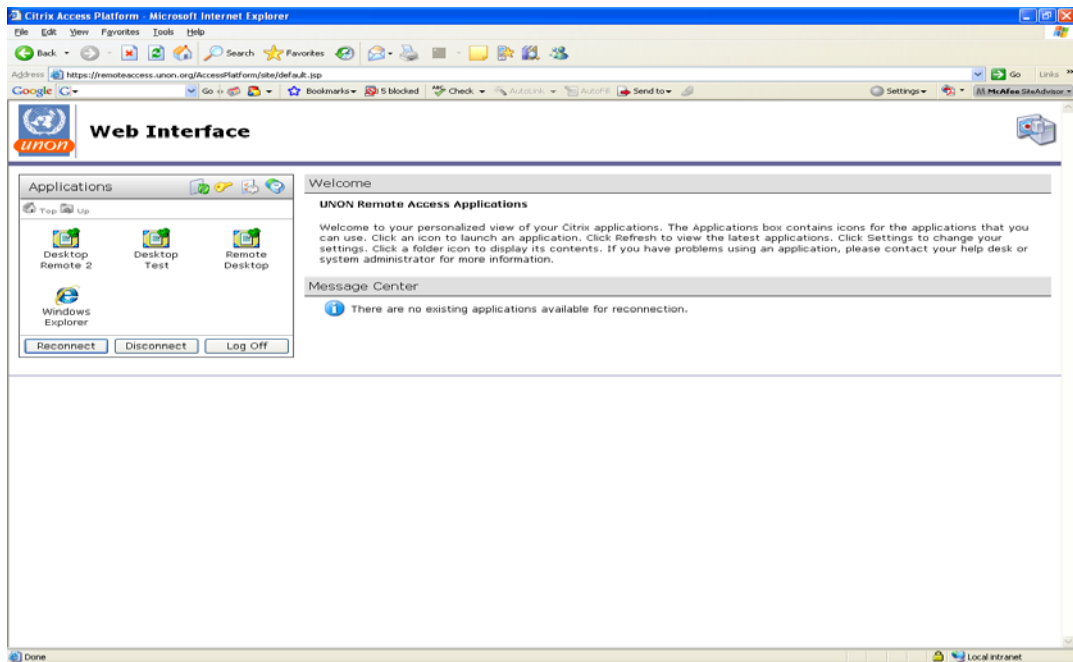 Citrix Access Platform - Microsoft Internet Explorer
File Edit View Favorites Tools Help
Back Search Favorites
Address https://remoteaccess.unon.org/AccessPlatform/site/default.jsp Go Links »
Google G Go Bookmarks 5 blocked Check AutoLink AutoFill Send to Settings McAfee SiteAdvisor
unon Web Interface
Applications
Top Up
Desktop Remote 2
Desktop Test
Remote Desktop
Windows Explorer
Reconnect Disconnect Log Off
Welcome
UNON Remote Access Applications
Welcome to your personalized view of your Citrix applications. The Applications box contains icons for the applications that you
can use. Click an icon to launch an application. Click Refresh to view the latest applications. Click Settings to change your
settings. Click a folder icon to display its contents. If you have problems using an application, please contact your help desk or
system administrator for more information.
Message Center
There are no existing applications available for reconnection.
Done Local intranet